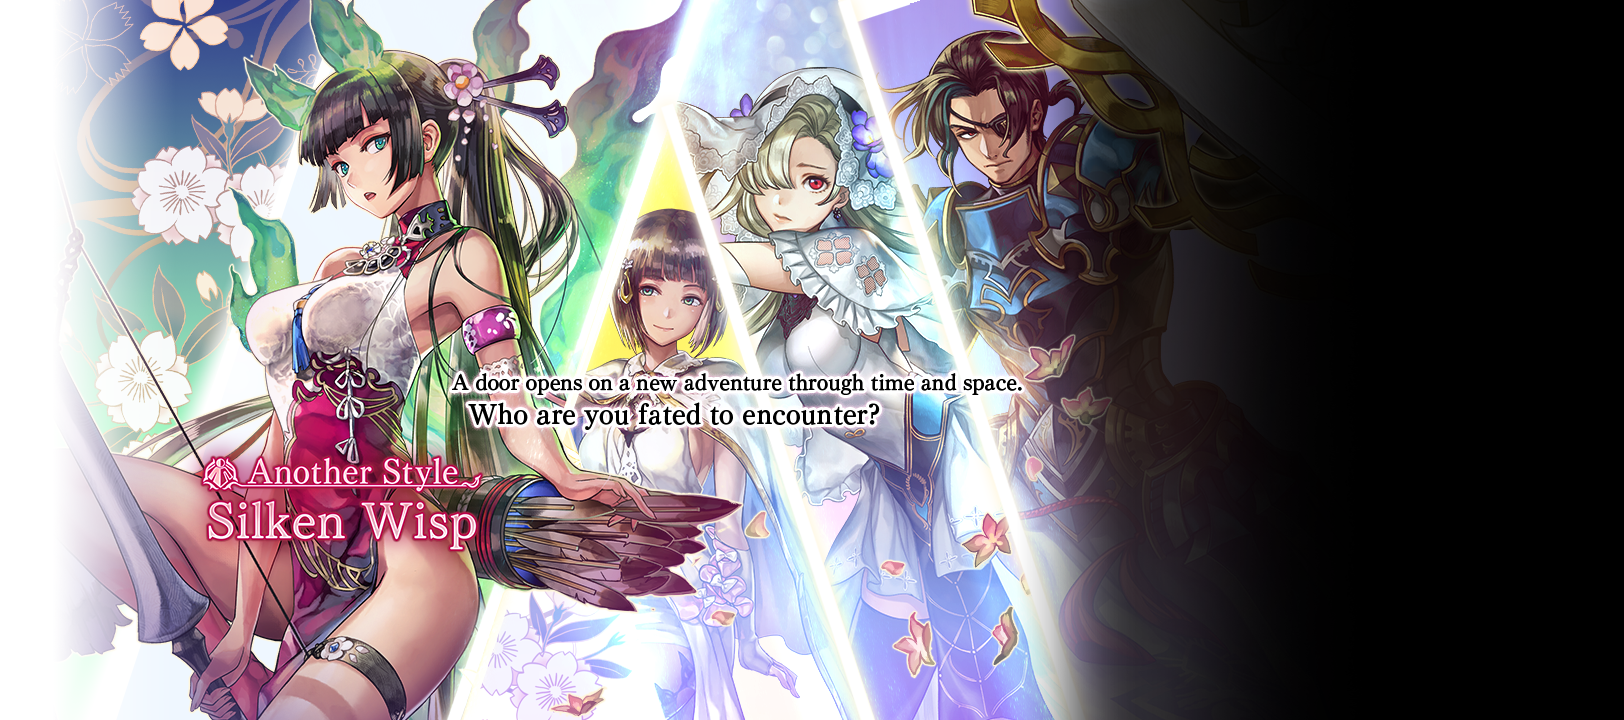 A door opens on a new adventure through time and space.
Who are you fated to encounter?
Another Style
Silken Wisp